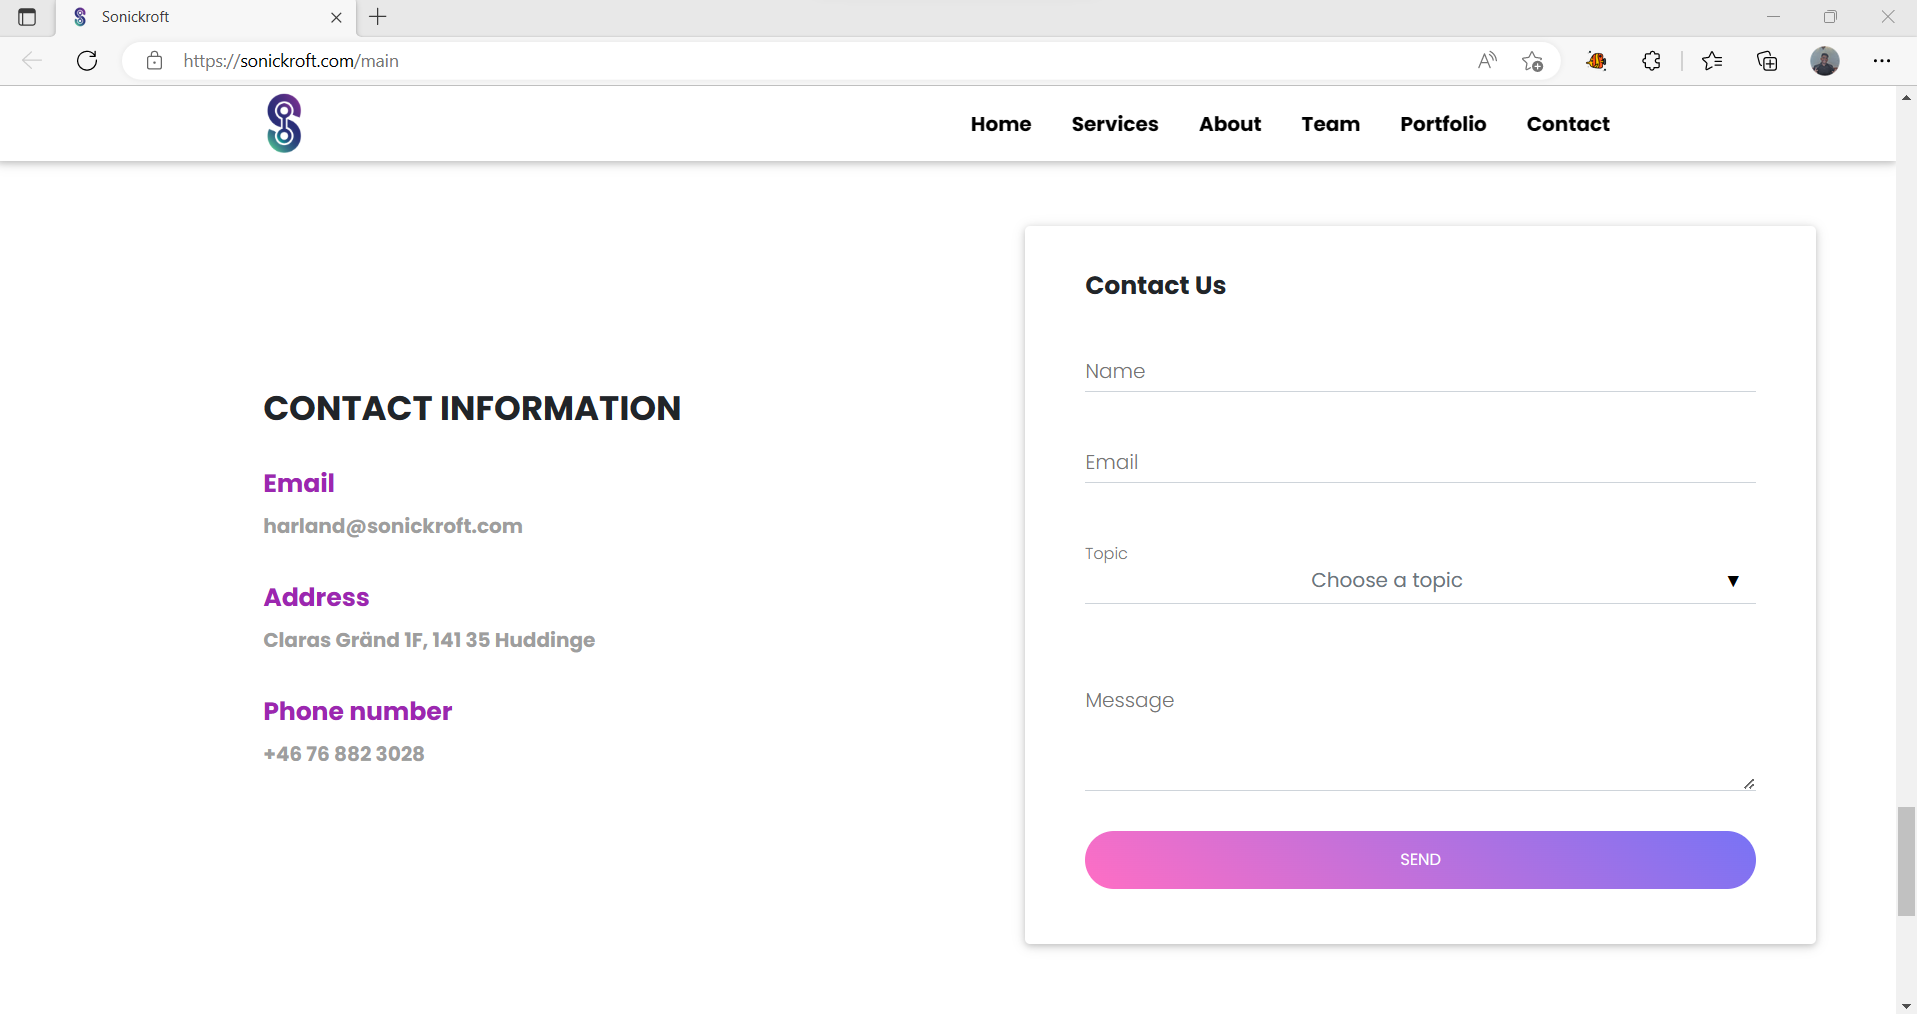 Sonickroft
https://sonickroft.com/main
Home Services About Team Portfolio Contact
CONTACT INFORMATION
Email
harland@sonickroft.com
Address
Claras Gränd 1F, 141 35 Huddinge
Phone number
+46 76 882 3028
Contact Us
Name
Email
Topic
Choose a topic
Message
SEND